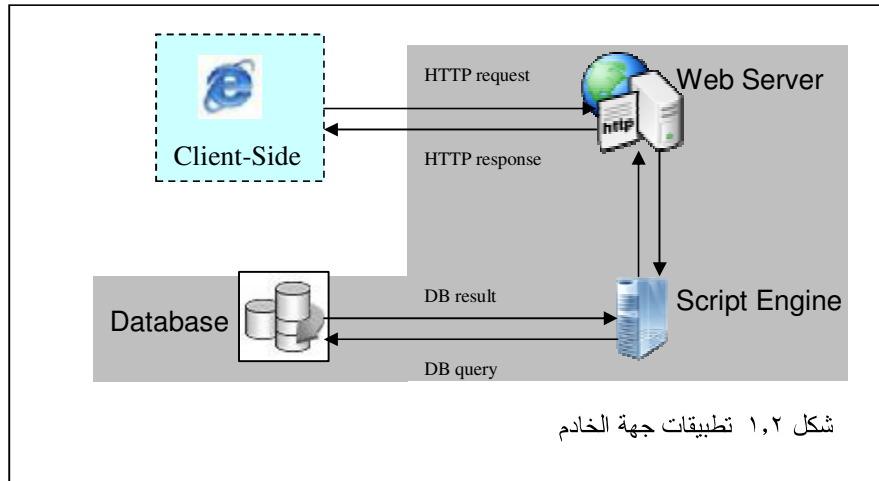 HTTP request
Web Server
http
Client-Side
HTTP response
DB result
Script Engine
Database
DB query
شكل ١,٢ تطبيقات جهة الخادم